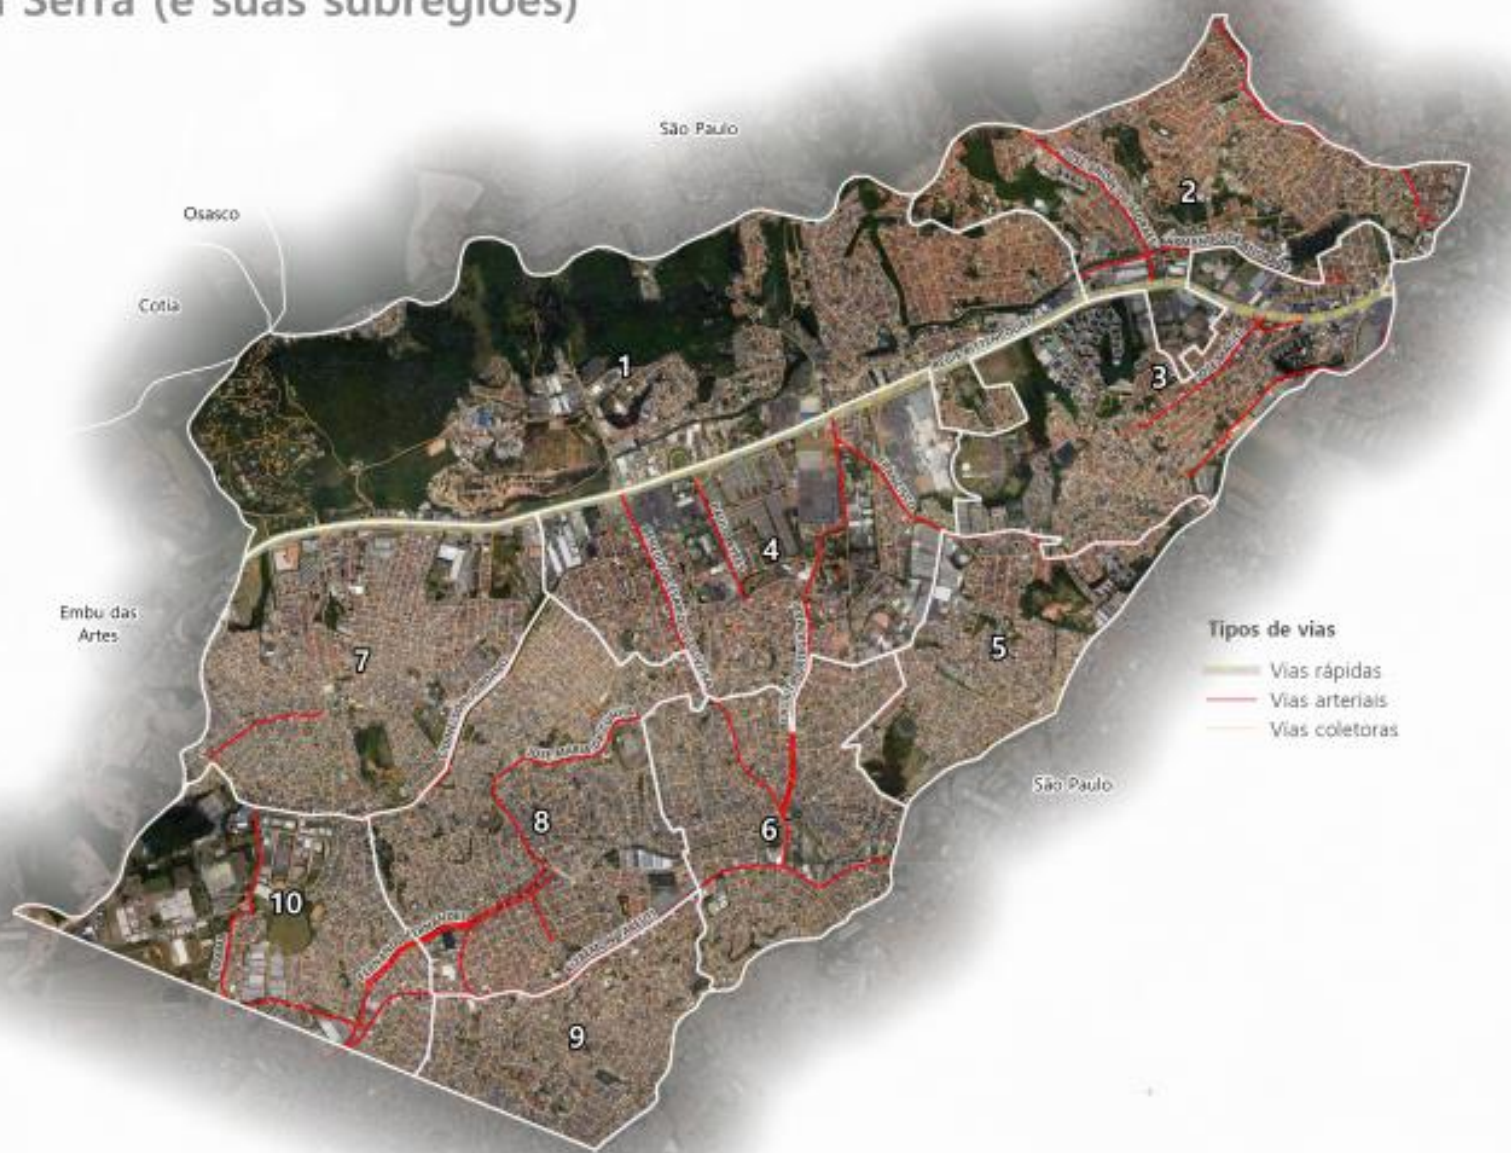 Serra (e suas subregiões)
São Paulo
Osasco
Cotia
Embu das
Artes
São Paulo
1
2
3
4
5
6
7
8
9
10
Tipos de vias
Vias rápidas
Vias arteriais
Vias coletoras